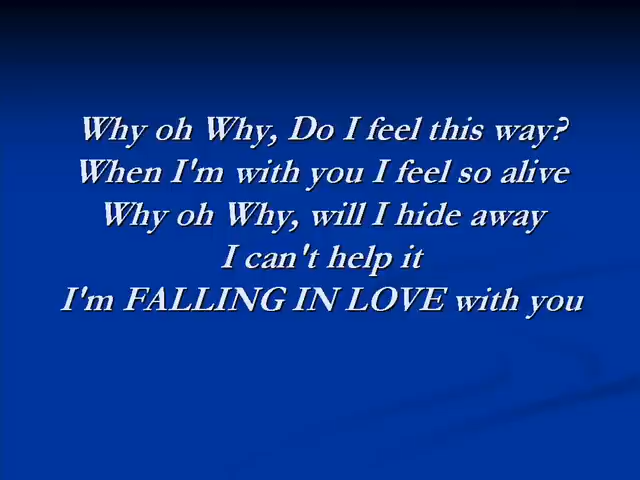 Why oh Why, Do I feel this way?
When I'm with you I feel so alive
Why oh Why, will I hide away
I can't help it
I'm FALLING IN LOVE with you